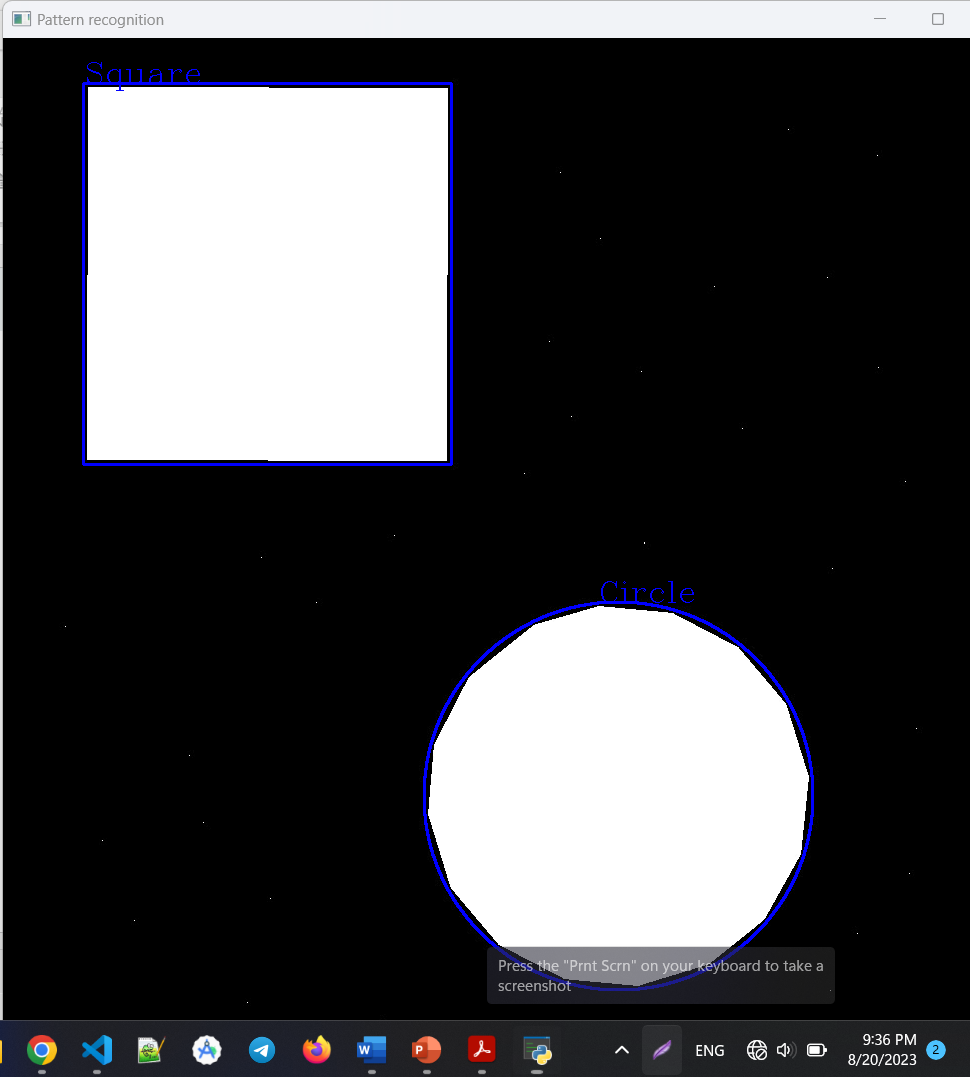 Pattern recognition
Square
Circle
Press the "Prnt Scrn" on your keyboard to take a
screenshot
ENG
9:36 PM
8/20/2023
2